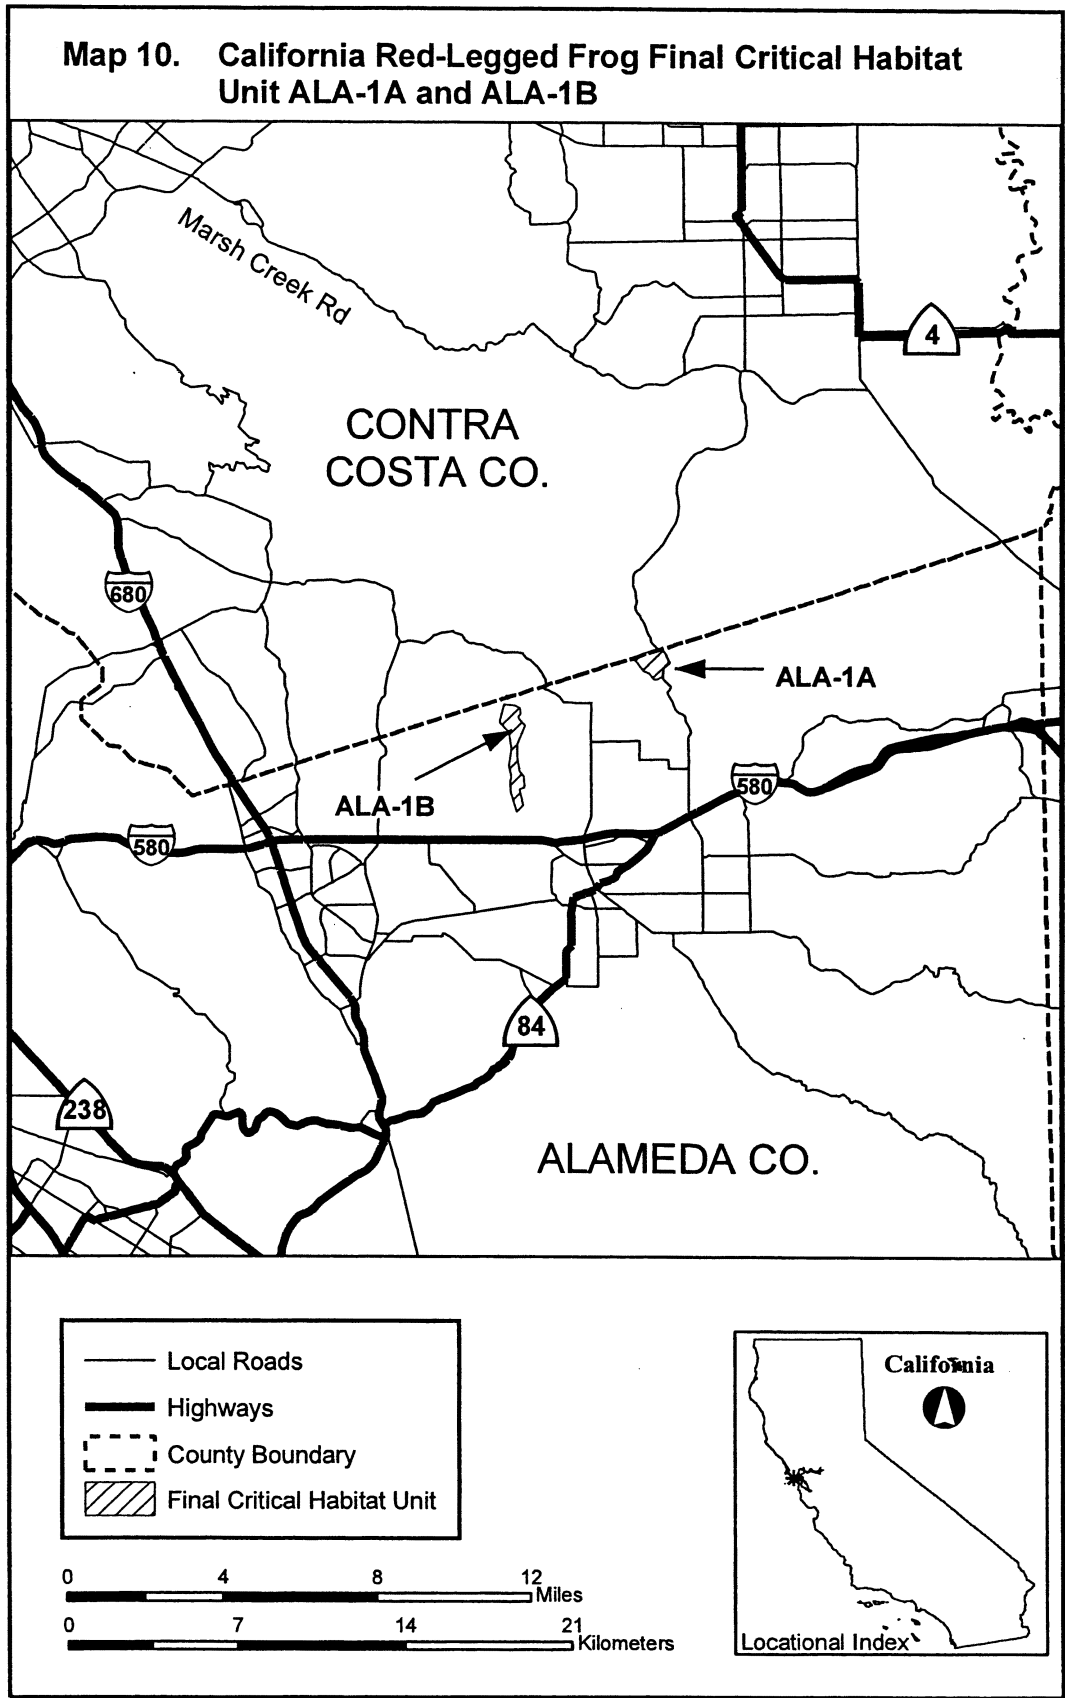 Map 10. California Red-Legged Frog Final Critical Habitat
Unit ALA-1A and ALA-1B
Marsh Creek Rd
4
CONTRA
COSTA CO.
680
ALA-1A
580
ALA-1B
580
84
238
ALAMEDA CO.
Local Roads
Highways
County Boundary
Final Critical Habitat Unit
0 4 8 12
Miles
0 7 14 21
Kilometers
California
Locational Index